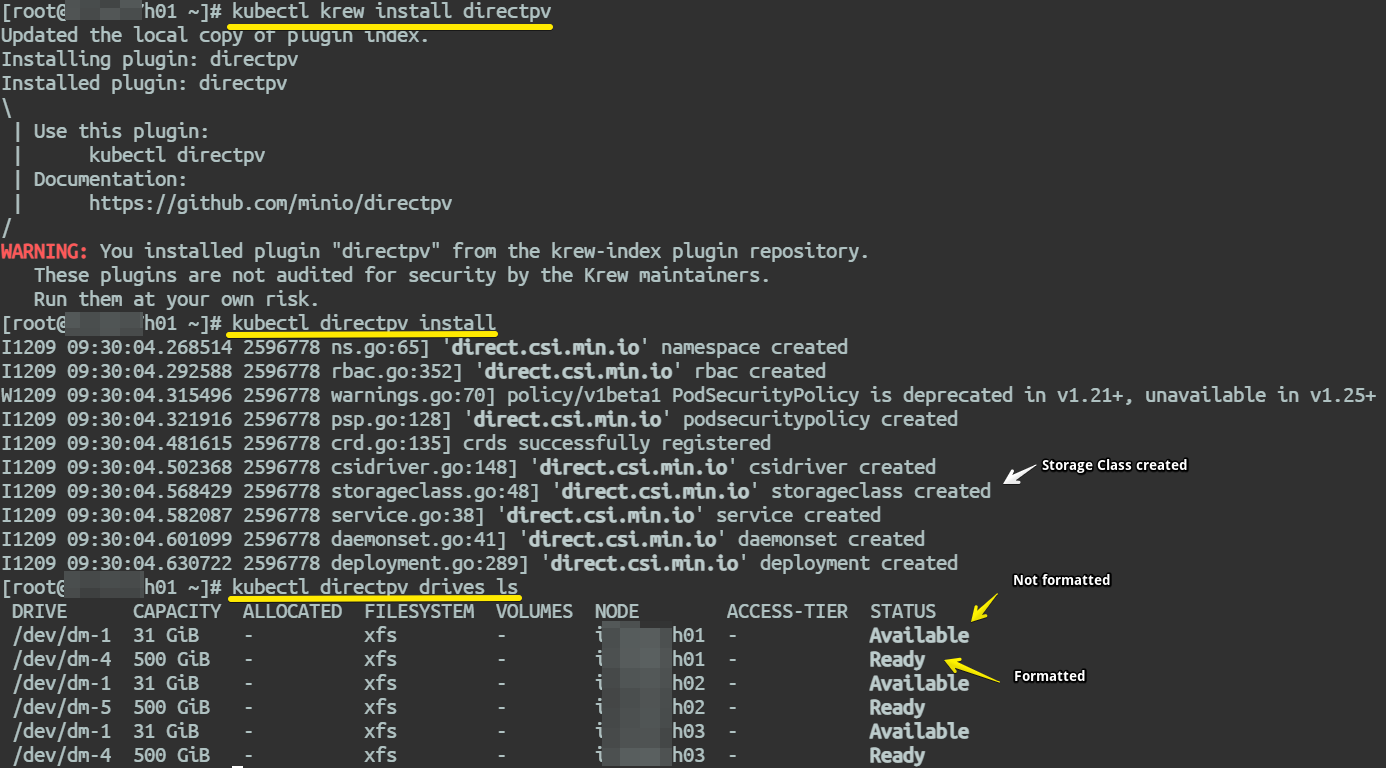 [root@ h01 ~]# kubectl krew install directpv
Updated the local copy of plugin index.
Installing plugin: directpv
Installed plugin: directpv
\
 | Use this plugin:
 |      kubectl directpv
 | Documentation:
 |      https://github.com/minio/directpv
/
WARNING: You installed plugin "directpv" from the krew-index plugin repository.
   These plugins are not audited for security by the Krew maintainers.
   Run them at your own risk.
[root@ h01 ~]# kubectl directpv install
I1209 09:30:04.268514 2596778 ns.go:65] 'direct.csi.min.io' namespace created
I1209 09:30:04.292588 2596778 rbac.go:352] 'direct.csi.min.io' rbac created
W1209 09:30:04.315496 2596778 warnings.go:70] policy/v1beta1 PodSecurityPolicy is deprecated in v1.21+, unavailable in v1.25+
I1209 09:30:04.321916 2596778 psp.go:128] 'direct.csi.min.io' podsecuritypolicy created
I1209 09:30:04.481615 2596778 crd.go:135] crds successfully registered
I1209 09:30:04.502368 2596778 csidriver.go:148] 'direct.csi.min.io' csidriver created
Storage Class created
I1209 09:30:04.568429 2596778 storageclass.go:48] 'direct.csi.min.io' storageclass created
I1209 09:30:04.582087 2596778 service.go:38] 'direct.csi.min.io' service created
I1209 09:30:04.601099 2596778 daemonset.go:41] 'direct.csi.min.io' daemonset created
I1209 09:30:04.630722 2596778 deployment.go:289] 'direct.csi.min.io' deployment created
[root@ h01 ~]# kubectl directpv drives ls
Not formatted
DRIVE CAPACITY ALLOCATED FILESYSTEM VOLUMES NODE ACCESS-TIER STATUS
/dev/dm-1 31 GiB - xfs - i h01 - Available
/dev/dm-4 500 GiB - xfs - i h01 - Ready
Formatted
/dev/dm-1 31 GiB - xfs - i h02 - Available
/dev/dm-5 500 GiB - xfs - i h02 - Ready
/dev/dm-1 31 GiB - xfs - i h03 - Available
/dev/dm-4 500 GiB - xfs - i h03 - Ready